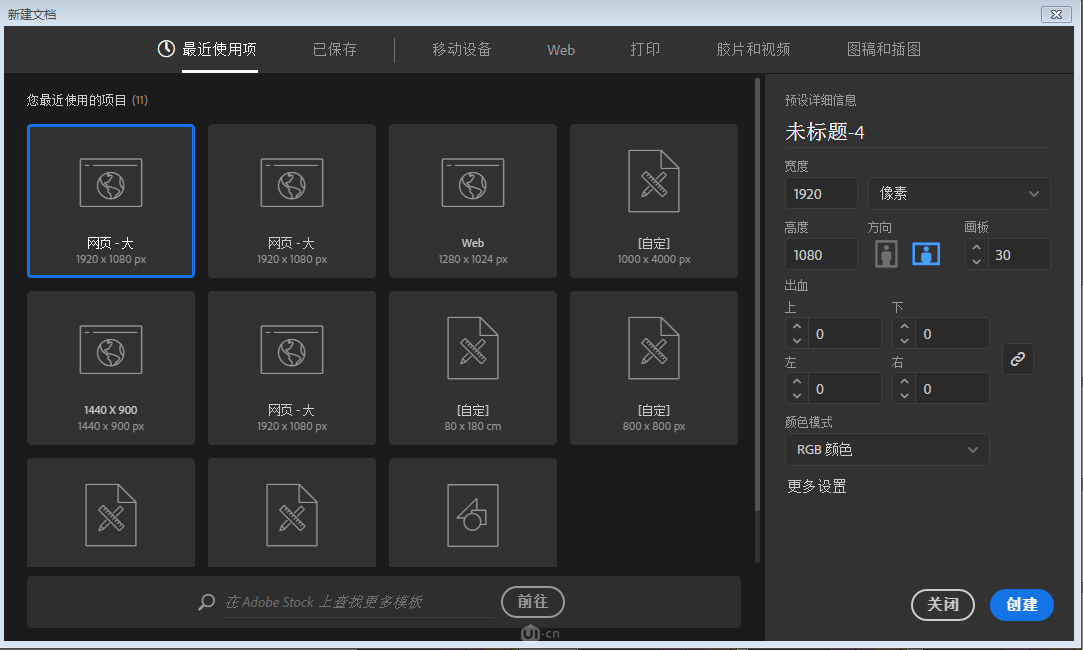 新建文档
最近使用项 已保存 移动设备 Web 打印 胶片和视频 图稿和插图
您最近使用的项目 (11)
网页 - 大
1920 x 1080 px
网页 - 大
1920 x 1080 px
Web
1280 x 1024 px
[自定]
1000 x 4000 px
1440 X 900
1440 x 900 px
网页 - 大
1920 x 1080 px
[自定]
80 x 180 cm
[自定]
800 x 800 px
在 Adobe Stock 上查找更多模板
前往
预设详细信息
未标题-4
宽度
1920 像素
高度 方向 画板
1080 30
出血
上 下
0 0
左 右
0 0
颜色模式
RGB 颜色
更多设置
关闭 创建
UI·cn